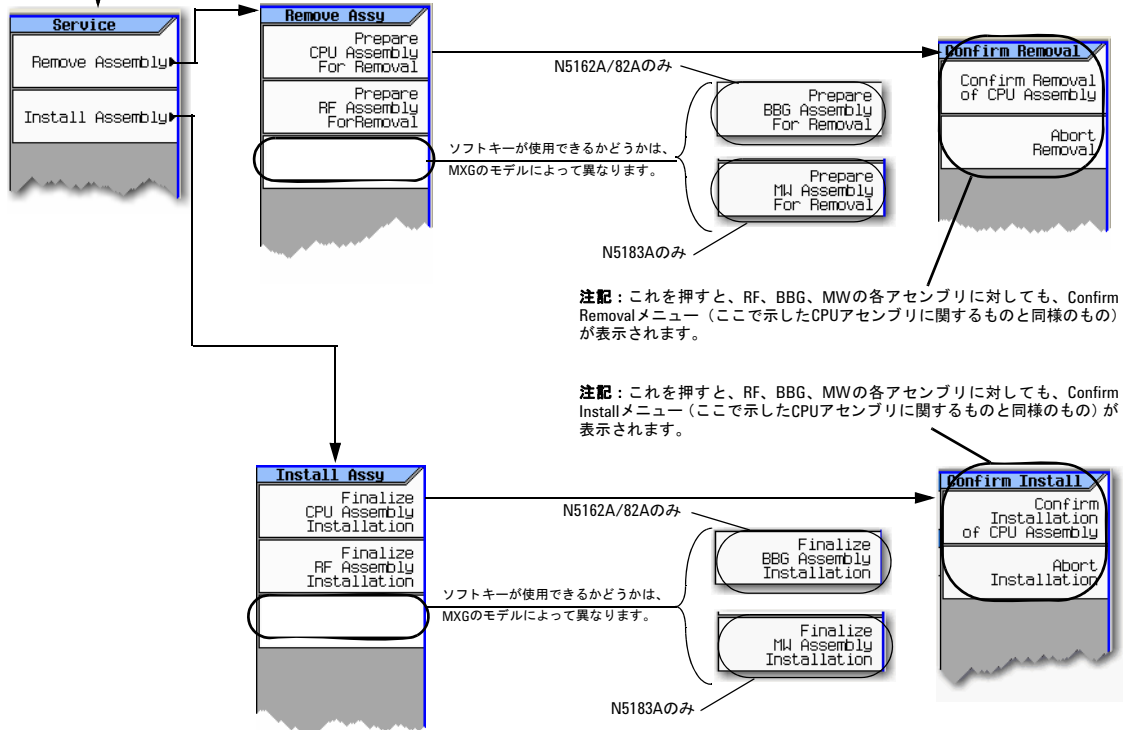 Service
Remove Assembly
Install Assembly
Remove Assy
Prepare
CPU Assembly
For Removal
Prepare
RF Assembly
ForRemoval
ソフトキーが使用できるかどうかは、
MXGのモデルによって異なります。
N5162A/82Aのみ
Prepare
BBG Assembly
For Removal
Prepare
MW Assembly
For Removal
N5183Aのみ
Confirm Removal
Confirm Removal
of CPU Assembly
Abort
Removal
注記：これを押すと、RF、BBG、MWの各アセンブリに対しても、Confirm
Removalメニュー（ここで示したCPUアセンブリに関するものと同様のもの）
が表示されます。
注記：これを押すと、RF、BBG、MWの各アセンブリに対しても、Confirm
Installメニュー（ここで示したCPUアセンブリに関するものと同様のもの）が
表示されます。
Install Assy
Finalize
CPU Assembly
Installation
Finalize
RF Assembly
Installation
ソフトキーが使用できるかどうかは、
MXGのモデルによって異なります。
N5162A/82Aのみ
Finalize
BBG Assembly
Installation
Finalize
MW Assembly
Installation
N5183Aのみ
Confirm Install
Confirm
Installation
of CPU Assembly
Abort
Installation